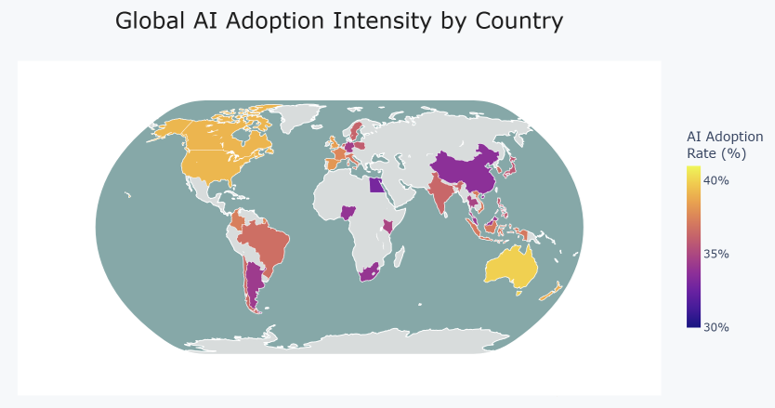 Global AI Adoption Intensity by Country
AI Adoption
Rate (%)
40%
35%
30%